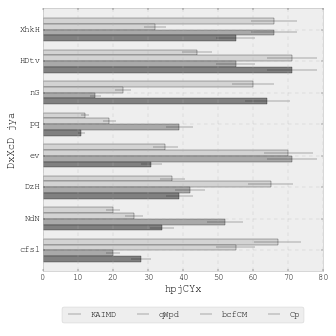 XhkH
HDtv
nG
pq
ev
DzH
NdN
cfsl
DxXcD jya
0 10 20 30 40 50 60 70 80
hpjCYx
KAIMD qWpd bcfCM Cp